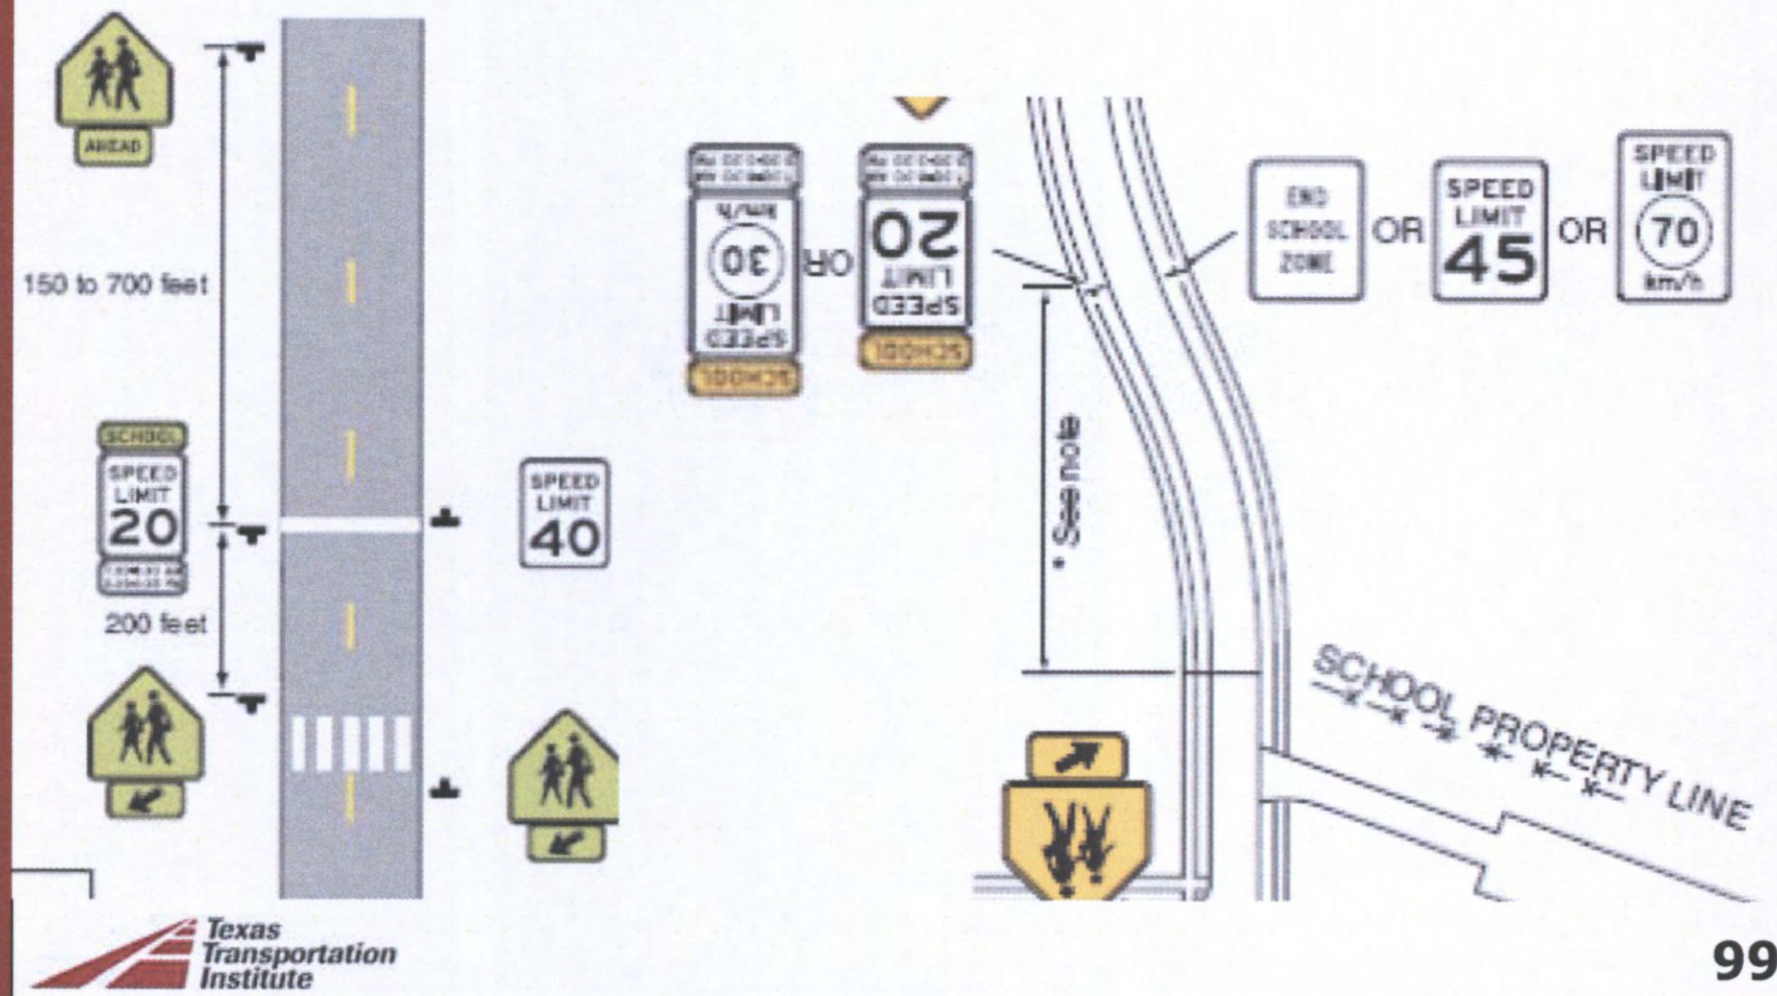 AHEAD
150 to 700 feet
SCHOOL
SPEED
LIMIT
20
200 feet
SPEED
LIMIT
40
km/h
30
LIMIT
SPEED
SCHOOL
OR
20
LIMIT
SPEED
SCHOOL
END
SCHOOL
ZONE
OR
SPEED
LIMIT
45
OR
SPEED
LIMIT
70
km/h
* See note
SCHOOL PROPERTY LINE
Texas
Transportation
Institute
99